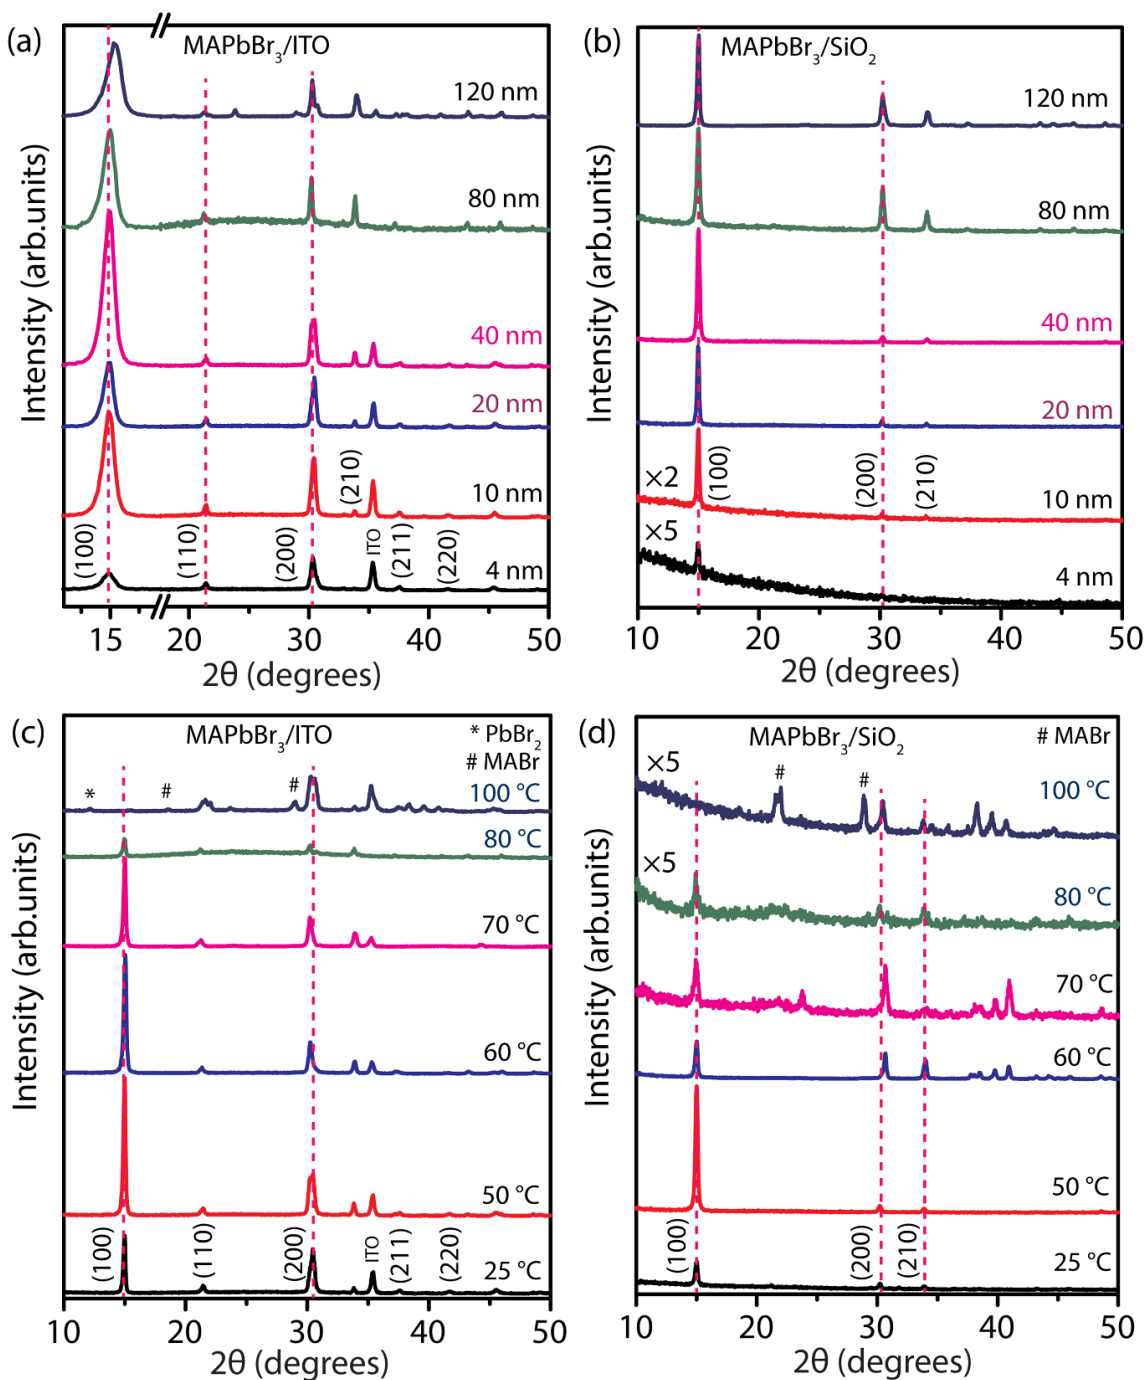 (a)
MAPbBr₃/ITO
120 nm
80 nm
40 nm
20 nm
10 nm
4 nm
(100)
(110)
(200)
(210)
ITO
(211)
(220)
15 20 30 40 50
2θ (degrees)
Intensity (arb.units)
(b)
MAPbBr₃/SiO₂
120 nm
80 nm
40 nm
20 nm
×2
10 nm
×5
4 nm
(100)
(200)
(210)
10 20 30 40 50
2θ (degrees)
Intensity (arb.units)
(c)
MAPbBr₃/ITO
* PbBr₂
# MABr
*
#
#
100 °C
80 °C
70 °C
60 °C
50 °C
25 °C
(100)
(110)
(200)
ITO
(211)
(220)
10 20 30 40 50
2θ (degrees)
Intensity (arb.units)
(d)
MAPbBr₃/SiO₂
# MABr
×5
#
#
100 °C
×5
80 °C
70 °C
60 °C
50 °C
25 °C
(100)
(200)
(210)
10 20 30 40 50
2θ (degrees)
Intensity (arb.units)